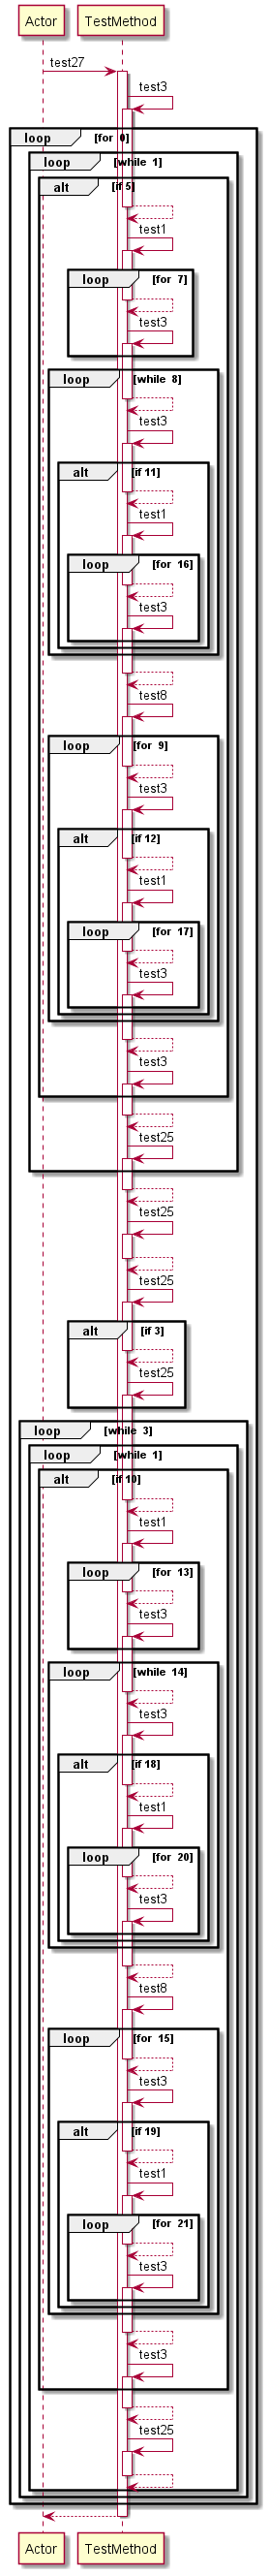 Actor TestMethod
test27
test3
loop [for 0]
loop [while 1]
alt [if 5]
test1
loop [for 7]
test3
loop [while 8]
test3
alt [if 11]
test1
loop [for 16]
test3
test8
loop [for 9]
test3
alt [if 12]
test1
loop [for 17]
test3
test3
test25
test25
test25
alt [if 3]
test25
loop [while 3]
loop [while 1]
alt [if 10]
test1
loop [for 13]
test3
loop [while 14]
test3
alt [if 18]
test1
loop [for 20]
test3
test8
loop [for 15]
test3
alt [if 19]
test1
loop [for 21]
test3
test3
test25
Actor TestMethod